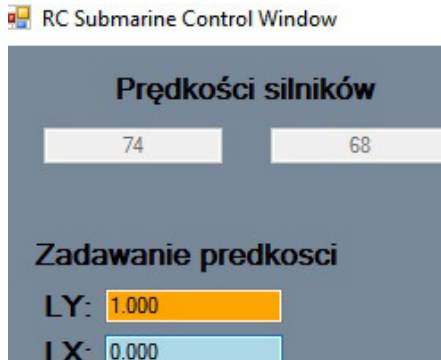 RC Submarine Control Window
Prędkości silników
74 68
Zadawanie predkosci
LY: 1.000
LX: 0.000